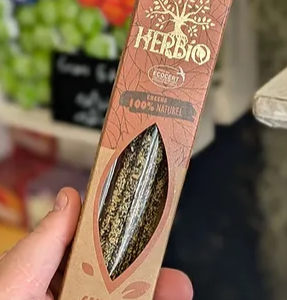 HERBiO
ECOCERT
ENCENS
100% NATUREL